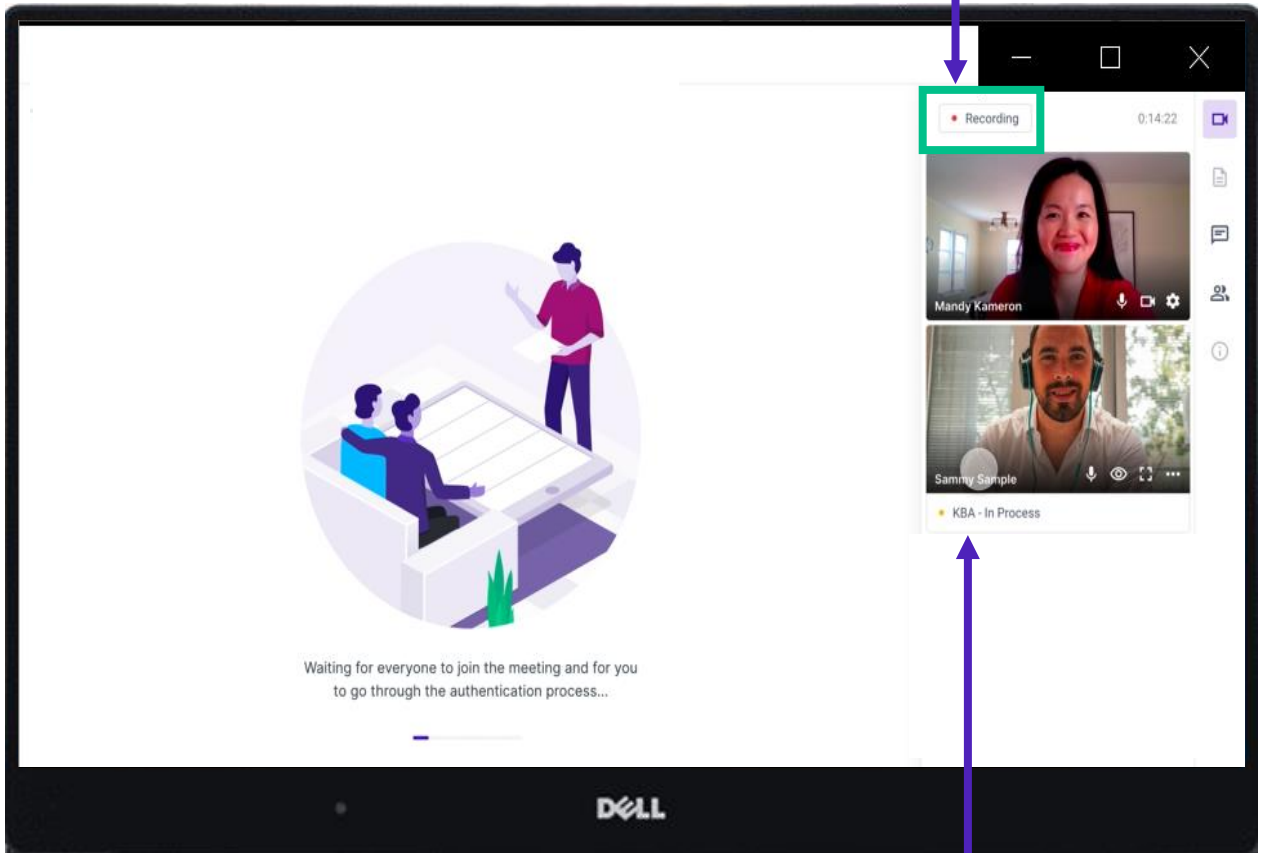 Recording
0:14:22
Mandy Kameron
Sammy Sample
KBA - In Process
Waiting for everyone to join the meeting and for you
to go through the authentication process...
DELL